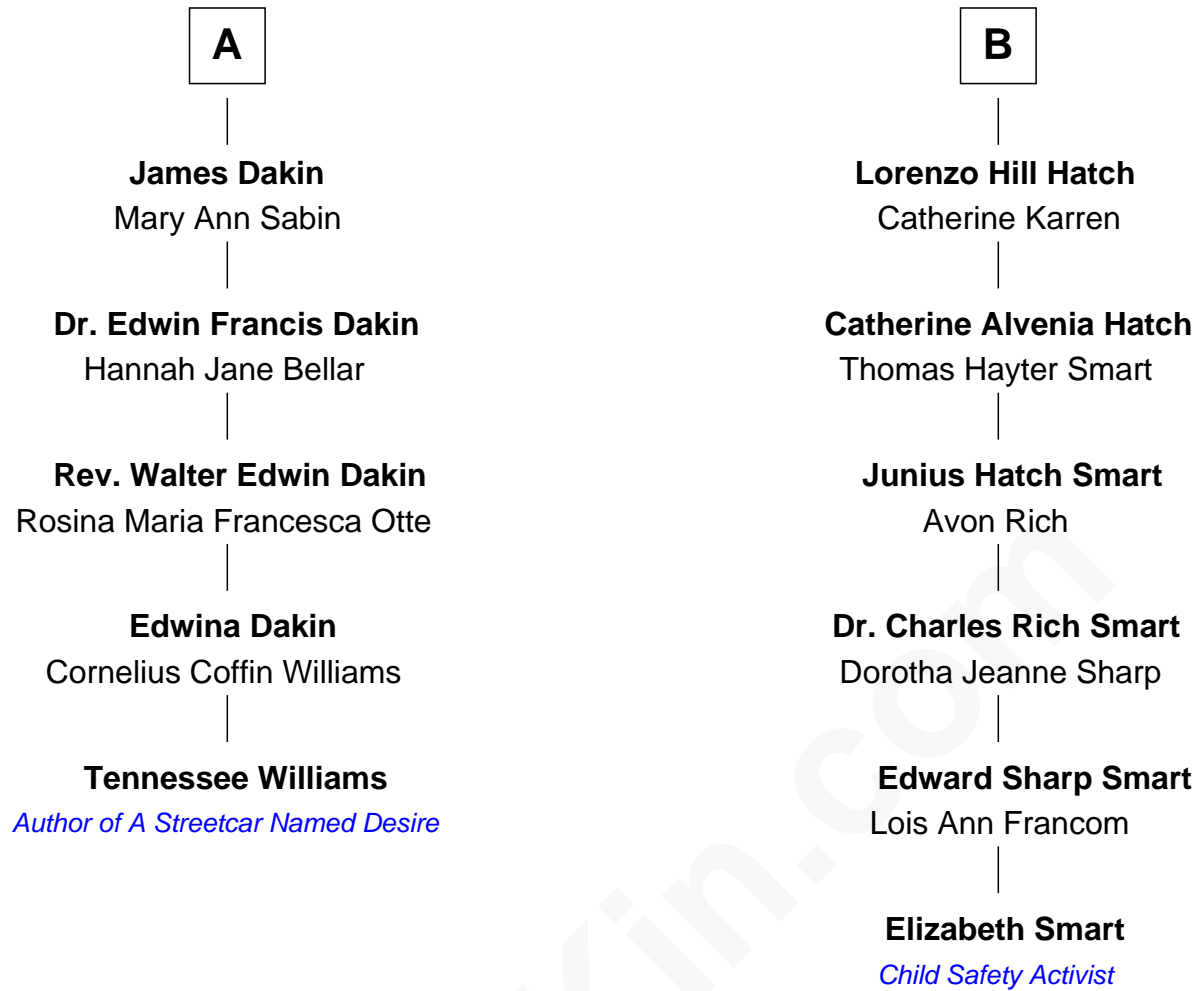 A
James Dakin
Mary Ann Sabin
Dr. Edwin Francis Dakin
Hannah Jane Bellar
Rev. Walter Edwin Dakin
Rosina Maria Francesca Otte
Edwina Dakin
Cornelius Coffin Williams
Tennessee Williams
Author of A Streetcar Named Desire
B
Lorenzo Hill Hatch
Catherine Karren
Catherine Alvenia Hatch
Thomas Hayter Smart
Junius Hatch Smart
Avon Rich
Dr. Charles Rich Smart
Dorotha Jeanne Sharp
Edward Sharp Smart
Lois Ann Francom
Elizabeth Smart
Child Safety Activist